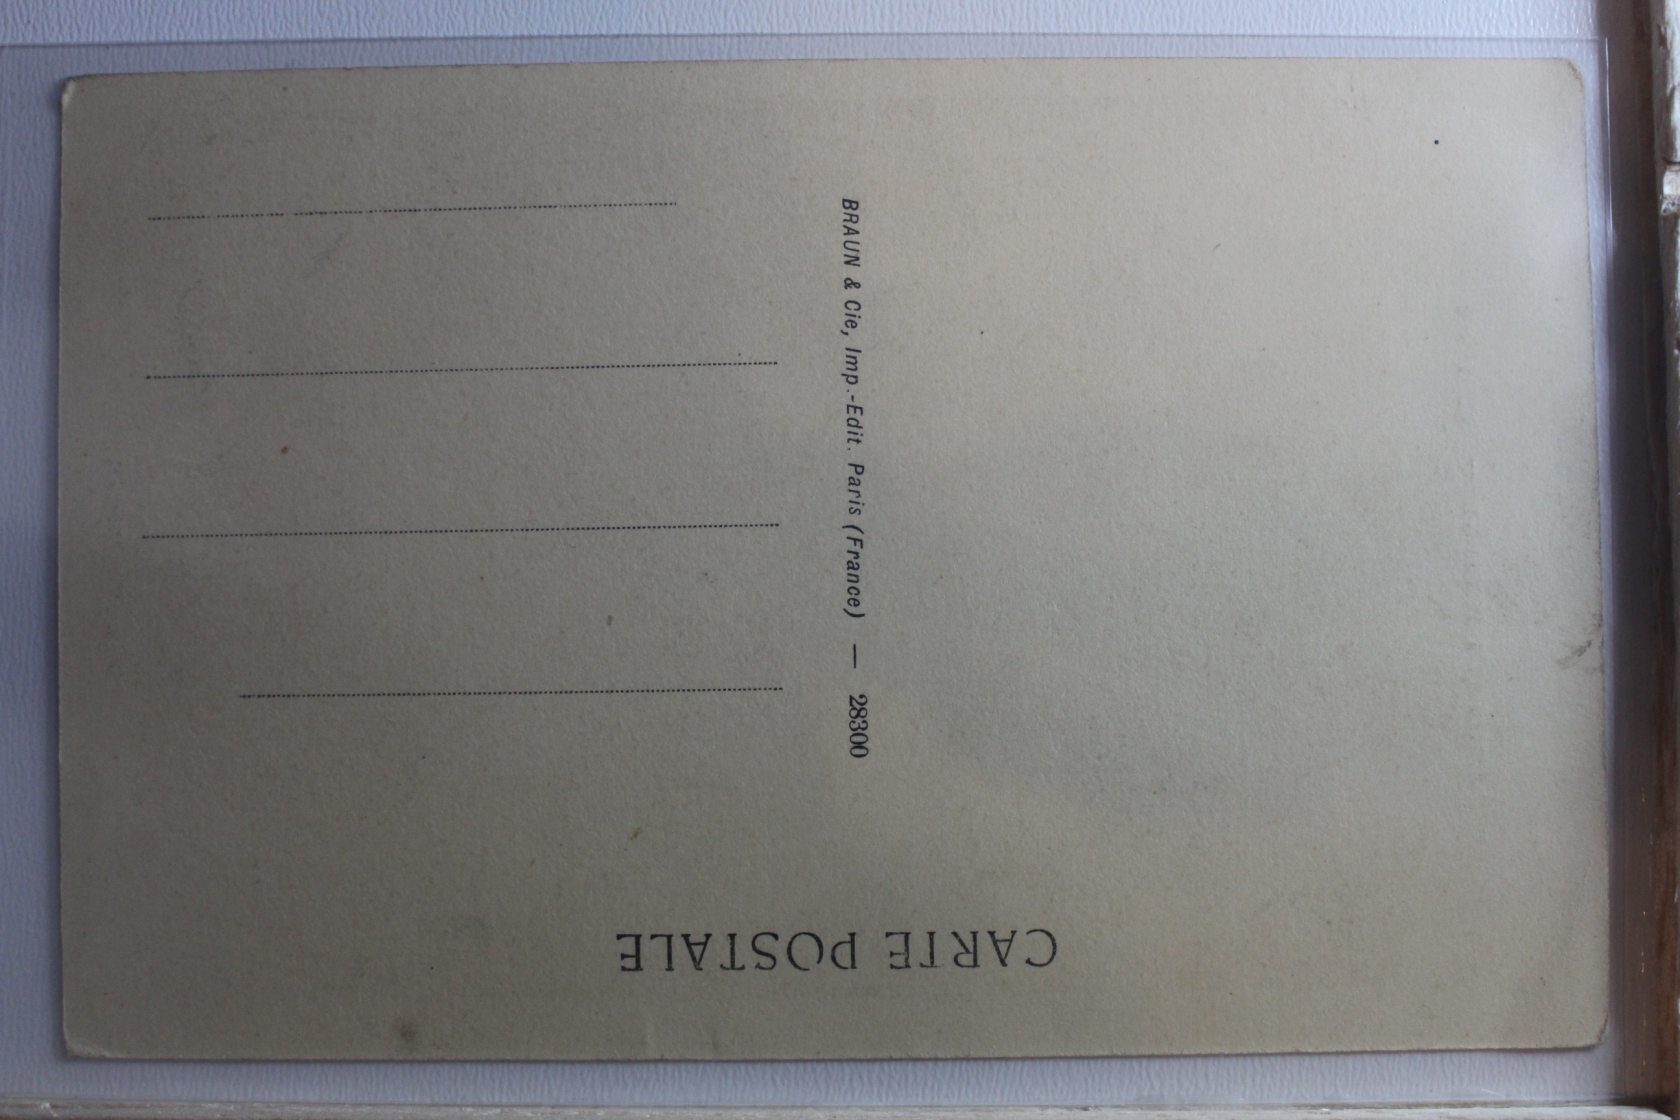 CARTE POSTALE
BRAUN & Cie, Imp.-Edit. Paris (France) — 28300